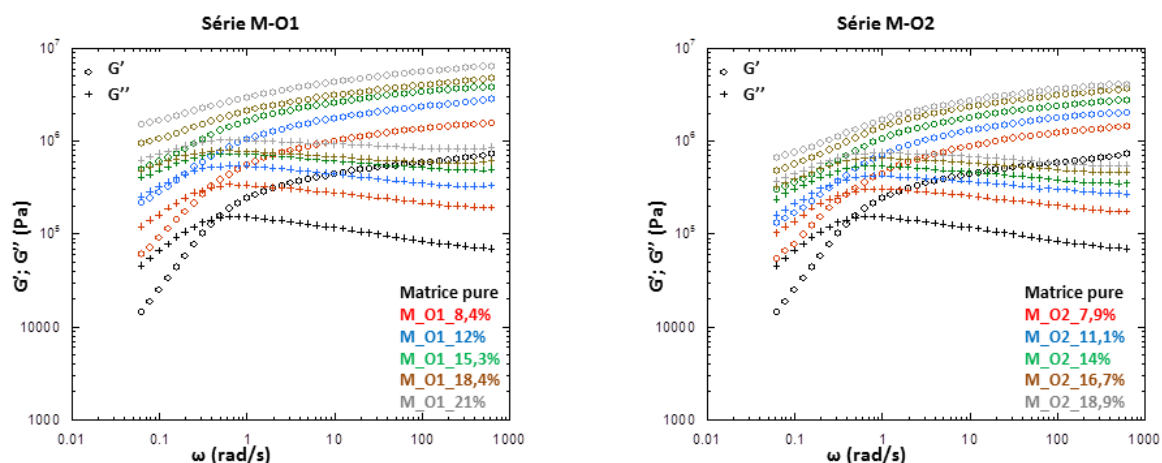 Série M-O1
G'; G'' (Pa)
10⁷
10⁶
10⁵
10000
1000
G'
G''
Matrice pure
M_O1_8,4%
M_O1_12%
M_O1_15,3%
M_O1_18,4%
M_O1_21%
0.01 0.1 1 10 100 1000
ω (rad/s)
Série M-O2
G'; G'' (Pa)
10⁷
10⁶
10⁵
10000
1000
G'
G''
Matrice pure
M_O2_7,9%
M_O2_11,1%
M_O2_14%
M_O2_16,7%
M_O2_18,9%
0.01 0.1 1 10 100 1000
ω (rad/s)